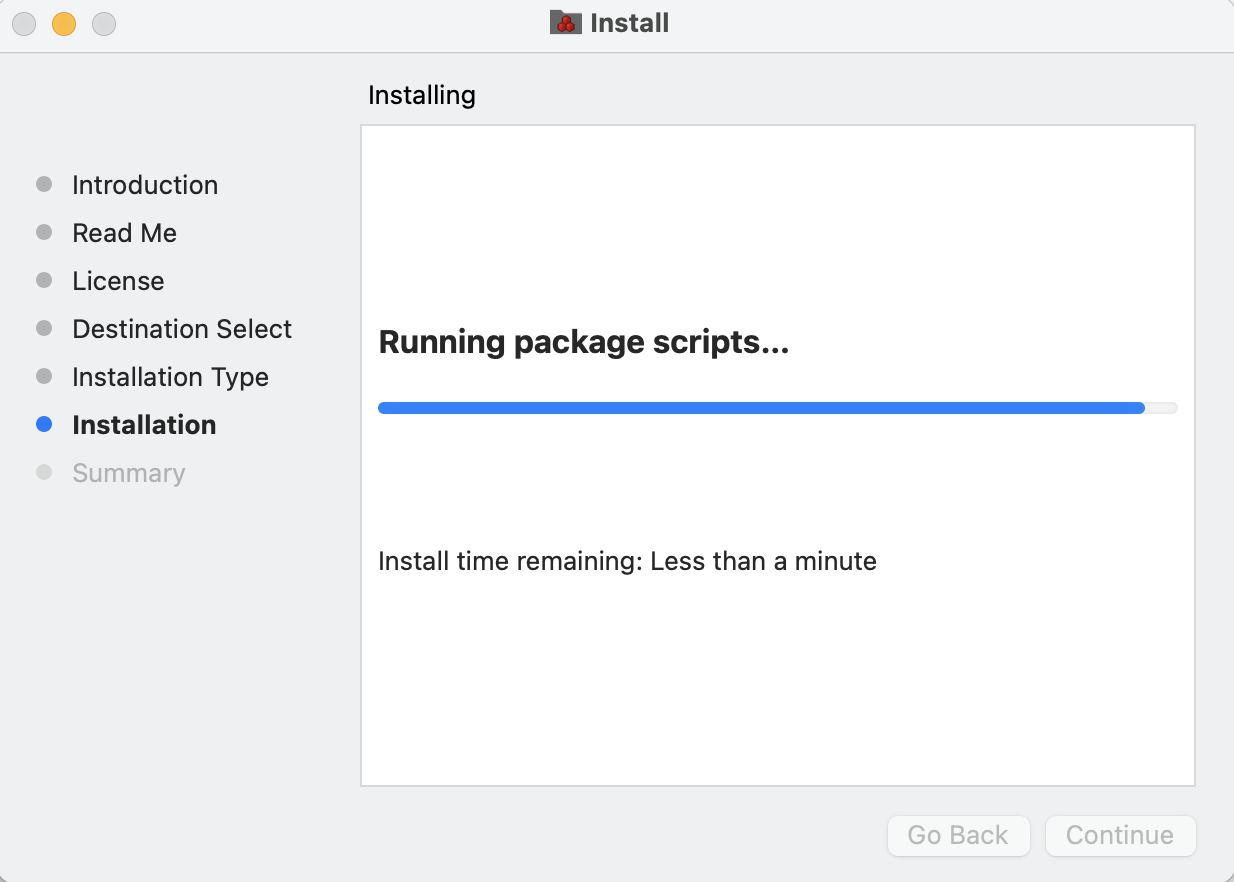 Install
Installing
Introduction
Read Me
License
Destination Select
Installation Type
Installation
Summary
Running package scripts...
Install time remaining: Less than a minute
Go Back
Continue